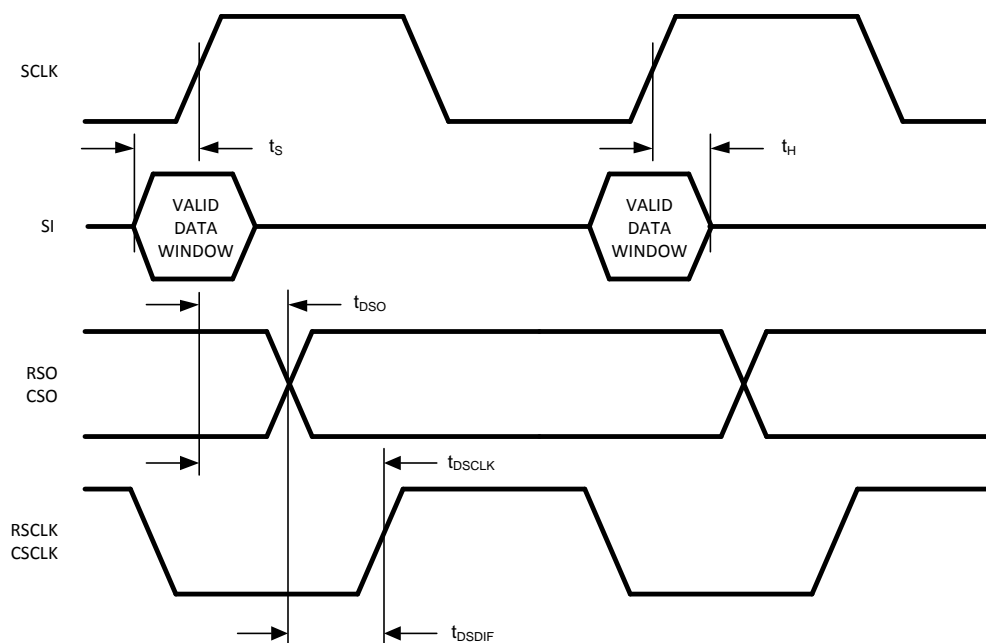 SCLK
tS
tH
SI
VALID
DATA
WINDOW
VALID
DATA
WINDOW
tDSO
RSO
CSO
tDSCLK
RSCLK
CSCLK
tDSDIF